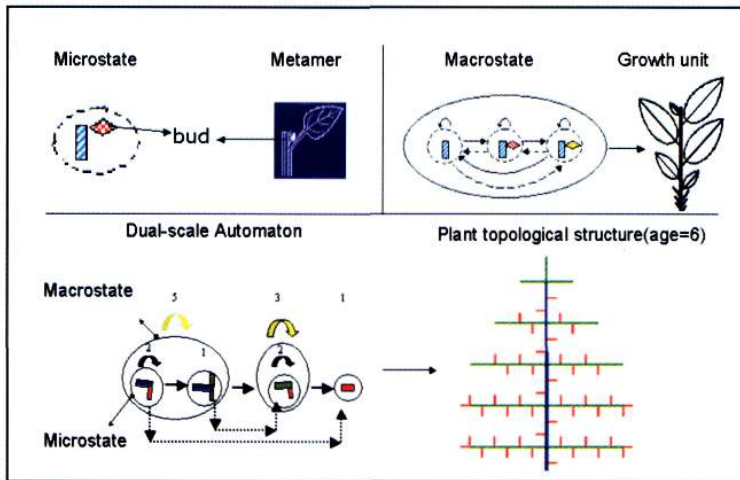 Microstate
Metamer
bud
Macrostate
Growth unit
Dual-scale Automaton
Plant topological structure(age=6)
Macrostate
5
3
1
2
1
2
Microstate